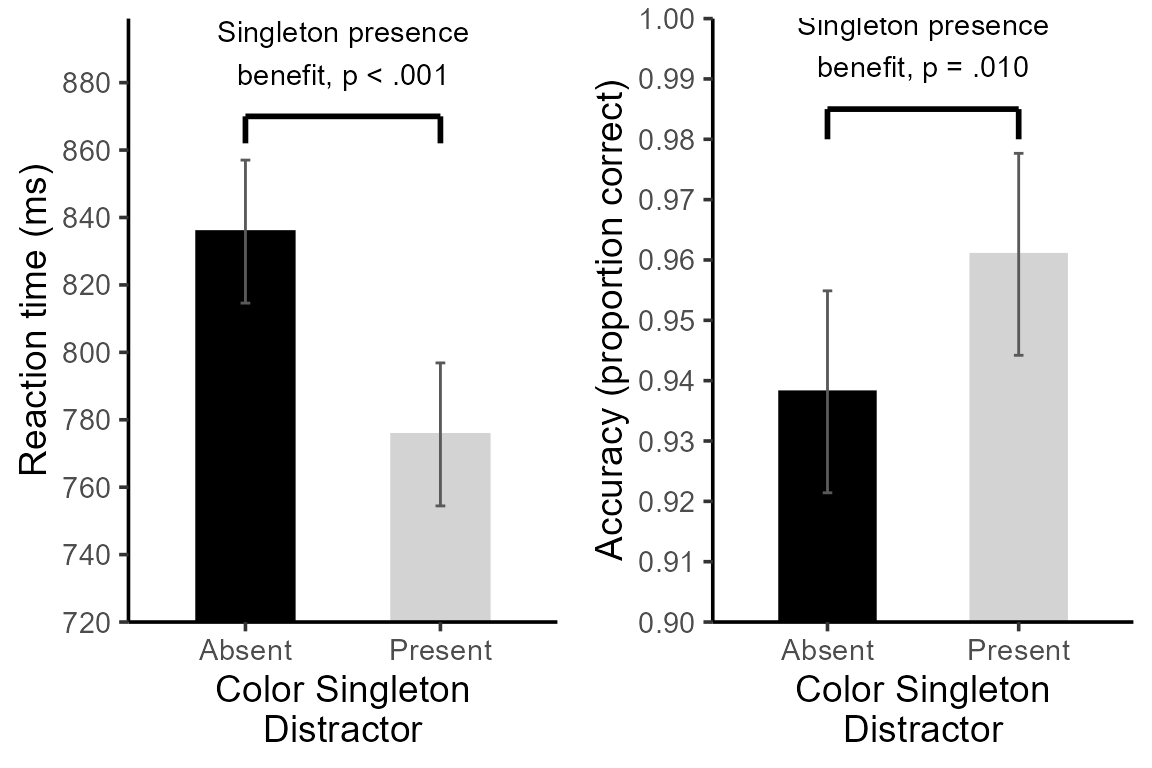 Singleton presence
benefit, p < .001
880
860
840
820
800
780
760
740
720
Reaction time (ms)
Absent
Present
Color Singleton
Distractor
Singleton presence
benefit, p = .010
1.00
0.99
0.98
0.97
0.96
0.95
0.94
0.93
0.92
0.91
0.90
Accuracy (proportion correct)
Absent
Present
Color Singleton
Distractor